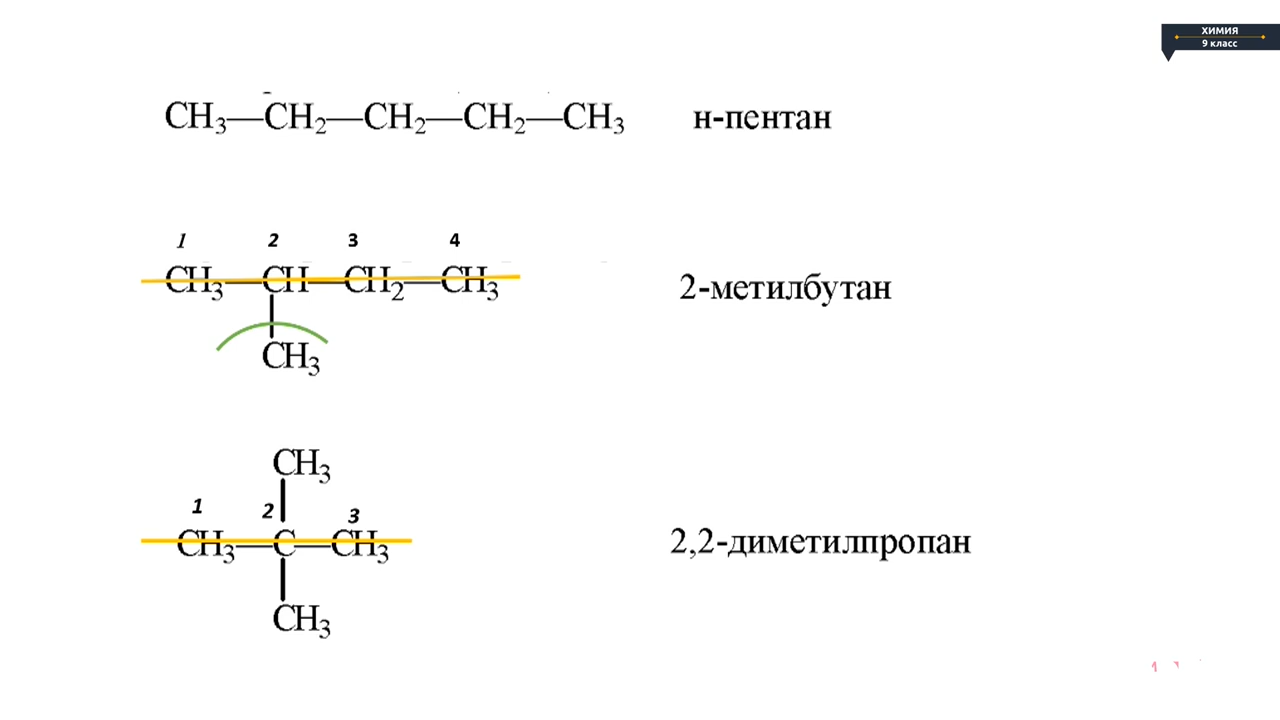 ХИМИЯ
9 класс
CH₃—CH₂—CH₂—CH₂—CH₃ н-пентан
1 2 3 4
CH₃—CH—CH₂—CH₃ 2-метилбутан
CH₃
CH₃
1 2 3
CH₃—C—CH₃ 2,2-диметилпропан
CH₃